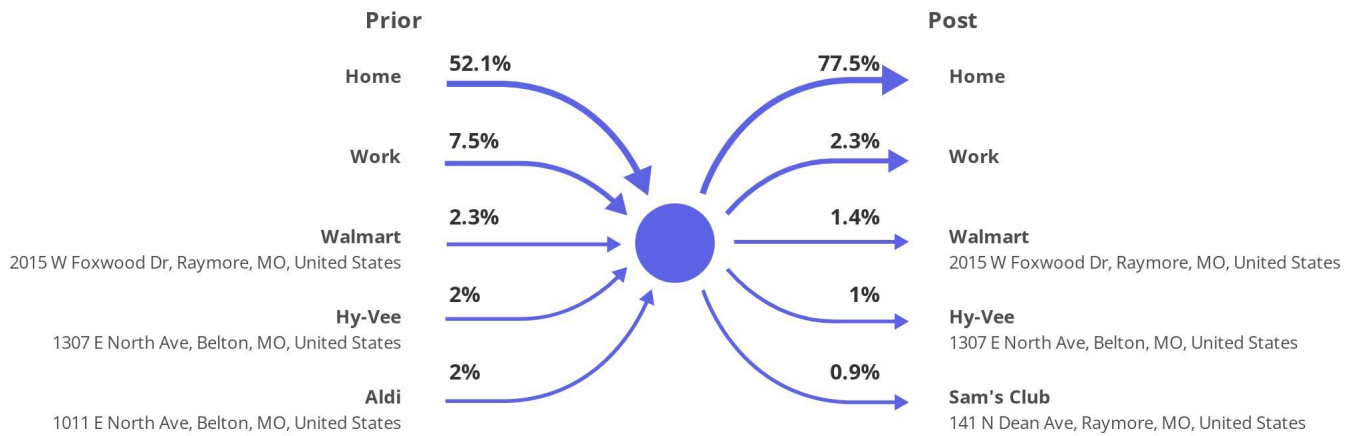 Prior
Post
52.1%
Home
77.5%
Home
7.5%
Work
2.3%
Work
2.3%
Walmart
2015 W Foxwood Dr, Raymore, MO, United States
1.4%
Walmart
2015 W Foxwood Dr, Raymore, MO, United States
2%
Hy-Vee
1307 E North Ave, Belton, MO, United States
1%
Hy-Vee
1307 E North Ave, Belton, MO, United States
2%
Aldi
1011 E North Ave, Belton, MO, United States
0.9%
Sam's Club
141 N Dean Ave, Raymore, MO, United States